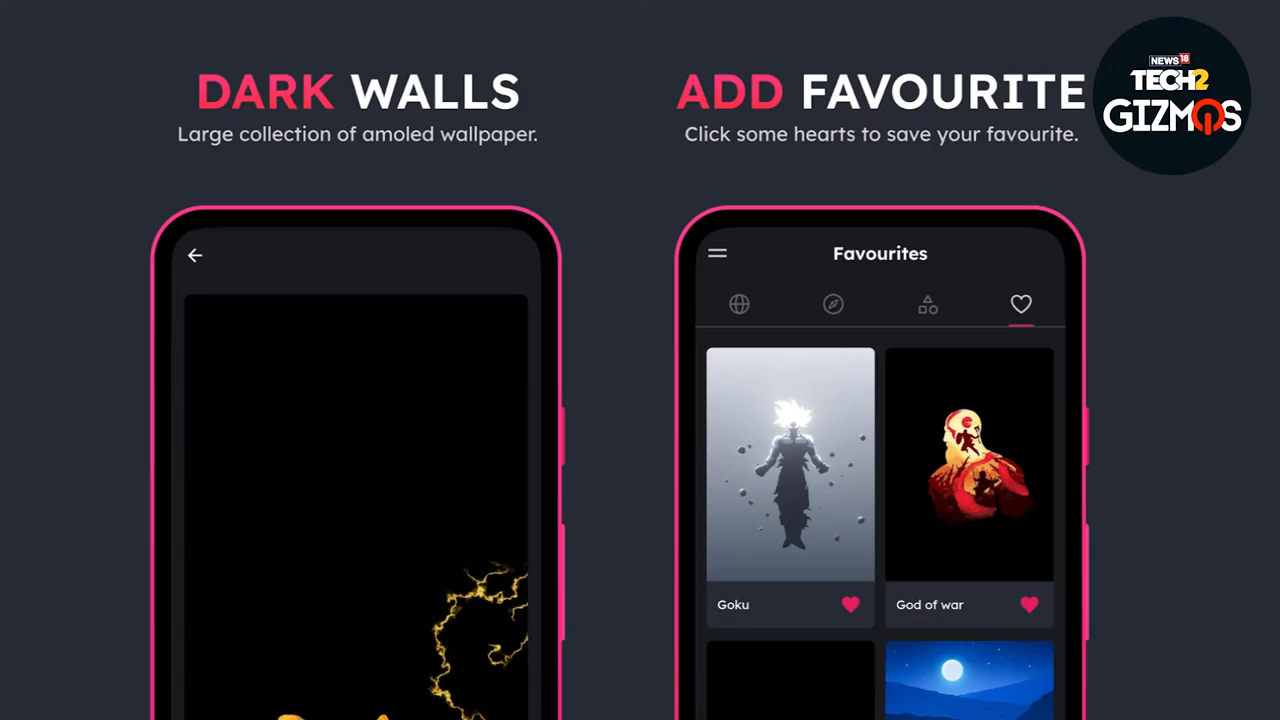 DARK WALLS
Large collection of amoled wallpaper.
ADD FAVOURITE
Click some hearts to save your favourite.
NEWS18
TECH2
GIZMOS
Favourites
Goku
God of war